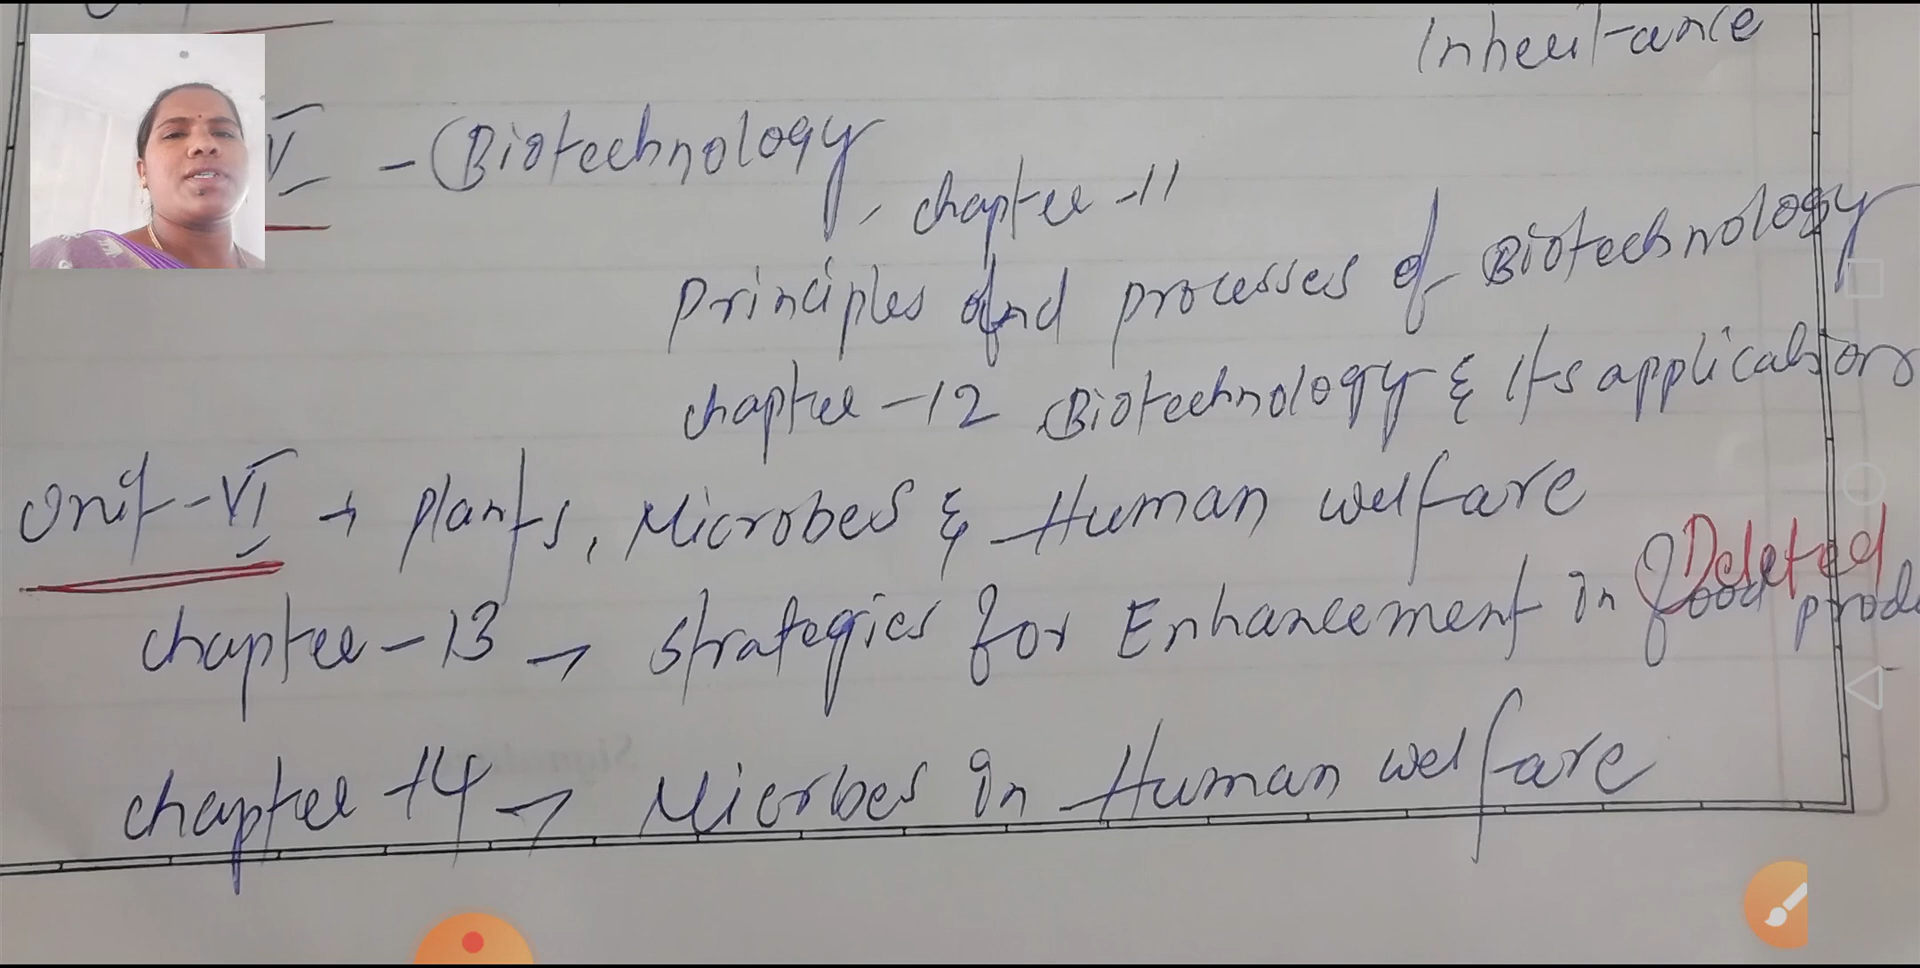 Inheritance
V - Biotechnology
, chapter -11
principles and processes of Biotechnology
chapter -12 Biotechnology & Its applications
Unit - VI → plants, Microbes & Human welfare
Deleted
chapter - 13 → strategies for Enhancement in food prod
chapter 14 → Micrbes in Human welfare